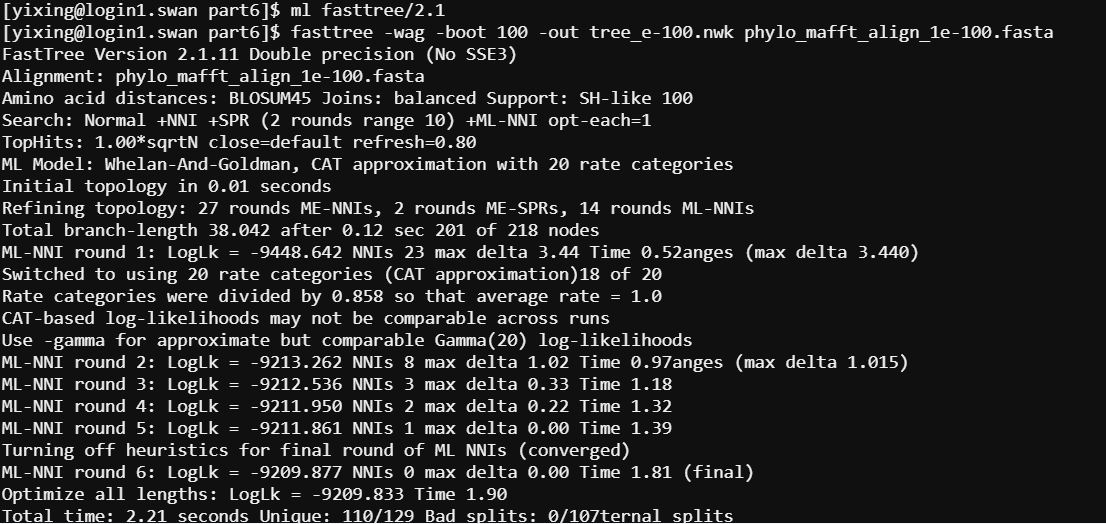 [yixing@login1.swan part6]$ ml fasttree/2.1
[yixing@login1.swan part6]$ fasttree -wag -boot 100 -out tree_e-100.nwk phylo_mafft_align_1e-100.fasta
FastTree Version 2.1.11 Double precision (No SSE3)
Alignment: phylo_mafft_align_1e-100.fasta
Amino acid distances: BLOSUM45 Joins: balanced Support: SH-like 100
Search: Normal +NNI +SPR (2 rounds range 10) +ML-NNI opt-each=1
TopHits: 1.00*sqrtN close=default refresh=0.80
ML Model: Whelan-And-Goldman, CAT approximation with 20 rate categories
Initial topology in 0.01 seconds
Refining topology: 27 rounds ME-NNIs, 2 rounds ME-SPRs, 14 rounds ML-NNIs
Total branch-length 38.042 after 0.12 sec 201 of 218 nodes
ML-NNI round 1: LogLk = -9448.642 NNIs 23 max delta 3.44 Time 0.52anges (max delta 3.440)
Switched to using 20 rate categories (CAT approximation)18 of 20
Rate categories were divided by 0.858 so that average rate = 1.0
CAT-based log-likelihoods may not be comparable across runs
Use -gamma for approximate but comparable Gamma(20) log-likelihoods
ML-NNI round 2: LogLk = -9213.262 NNIs 8 max delta 1.02 Time 0.97anges (max delta 1.015)
ML-NNI round 3: LogLk = -9212.536 NNIs 3 max delta 0.33 Time 1.18
ML-NNI round 4: LogLk = -9211.950 NNIs 2 max delta 0.22 Time 1.32
ML-NNI round 5: LogLk = -9211.861 NNIs 1 max delta 0.00 Time 1.39
Turning off heuristics for final round of ML NNIs (converged)
ML-NNI round 6: LogLk = -9209.877 NNIs 0 max delta 0.00 Time 1.81 (final)
Optimize all lengths: LogLk = -9209.833 Time 1.90
Total time: 2.21 seconds Unique: 110/129 Bad splits: 0/107ternal splits